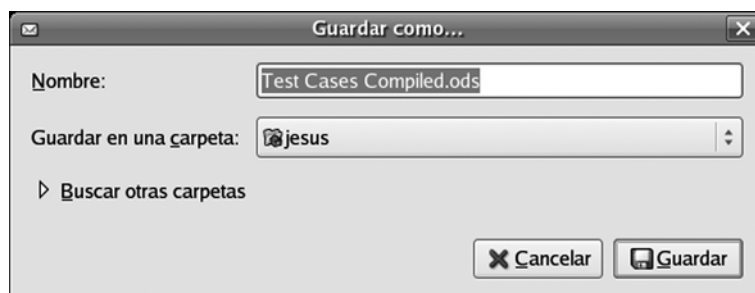 Guardar como...
Nombre: Test Cases Compiled.ods
Guardar en una carpeta: jesus
Buscar otras carpetas
Cancelar Guardar